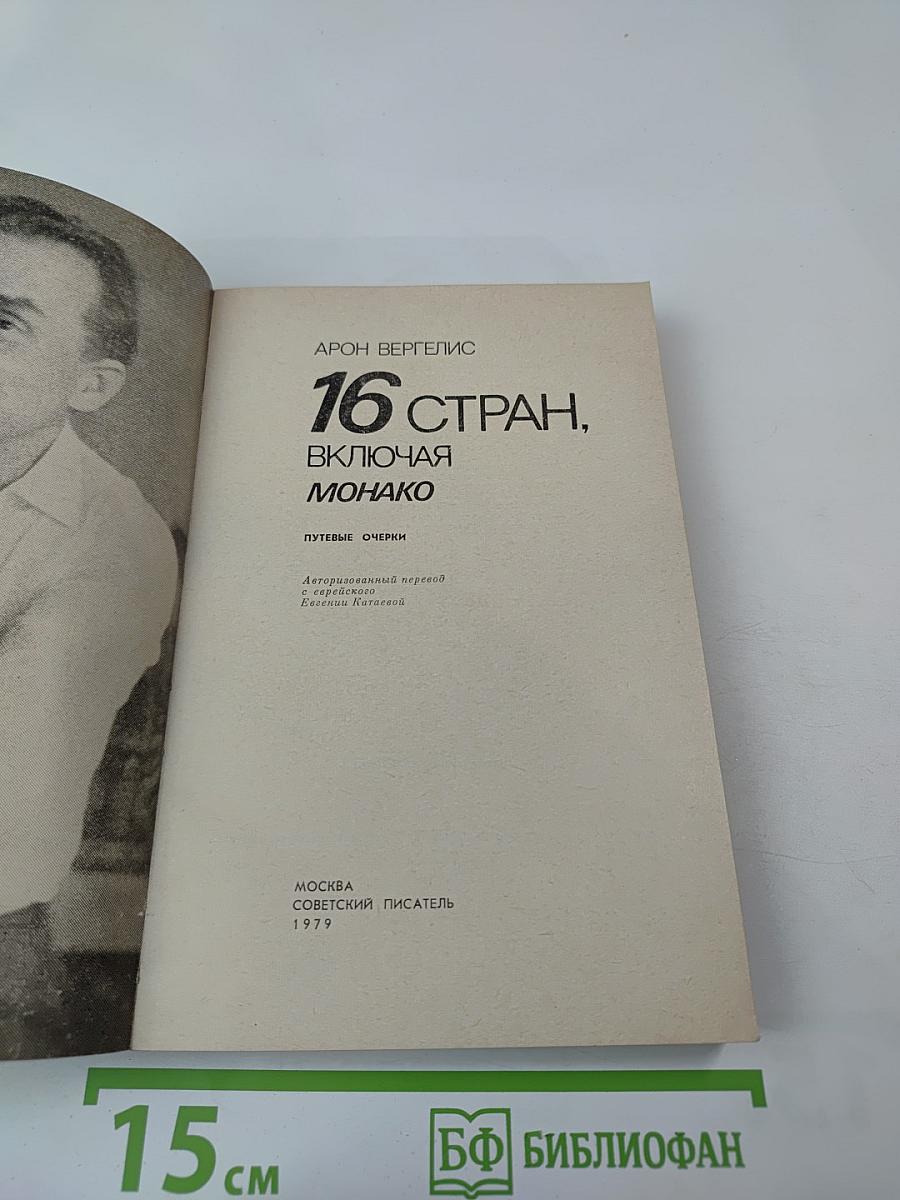 АРОН ВЕРГЕЛИС
16 СТРАН,
ВКЛЮЧАЯ
МОНАКО
ПУТЕВЫЕ ОЧЕРКИ
Авторизованный перевод
с еврейского
Евгении Катаевой
МОСКВА
СОВЕТСКИЙ ПИСАТЕЛЬ
1979
15 СМ
БФ БИБЛИОФАН